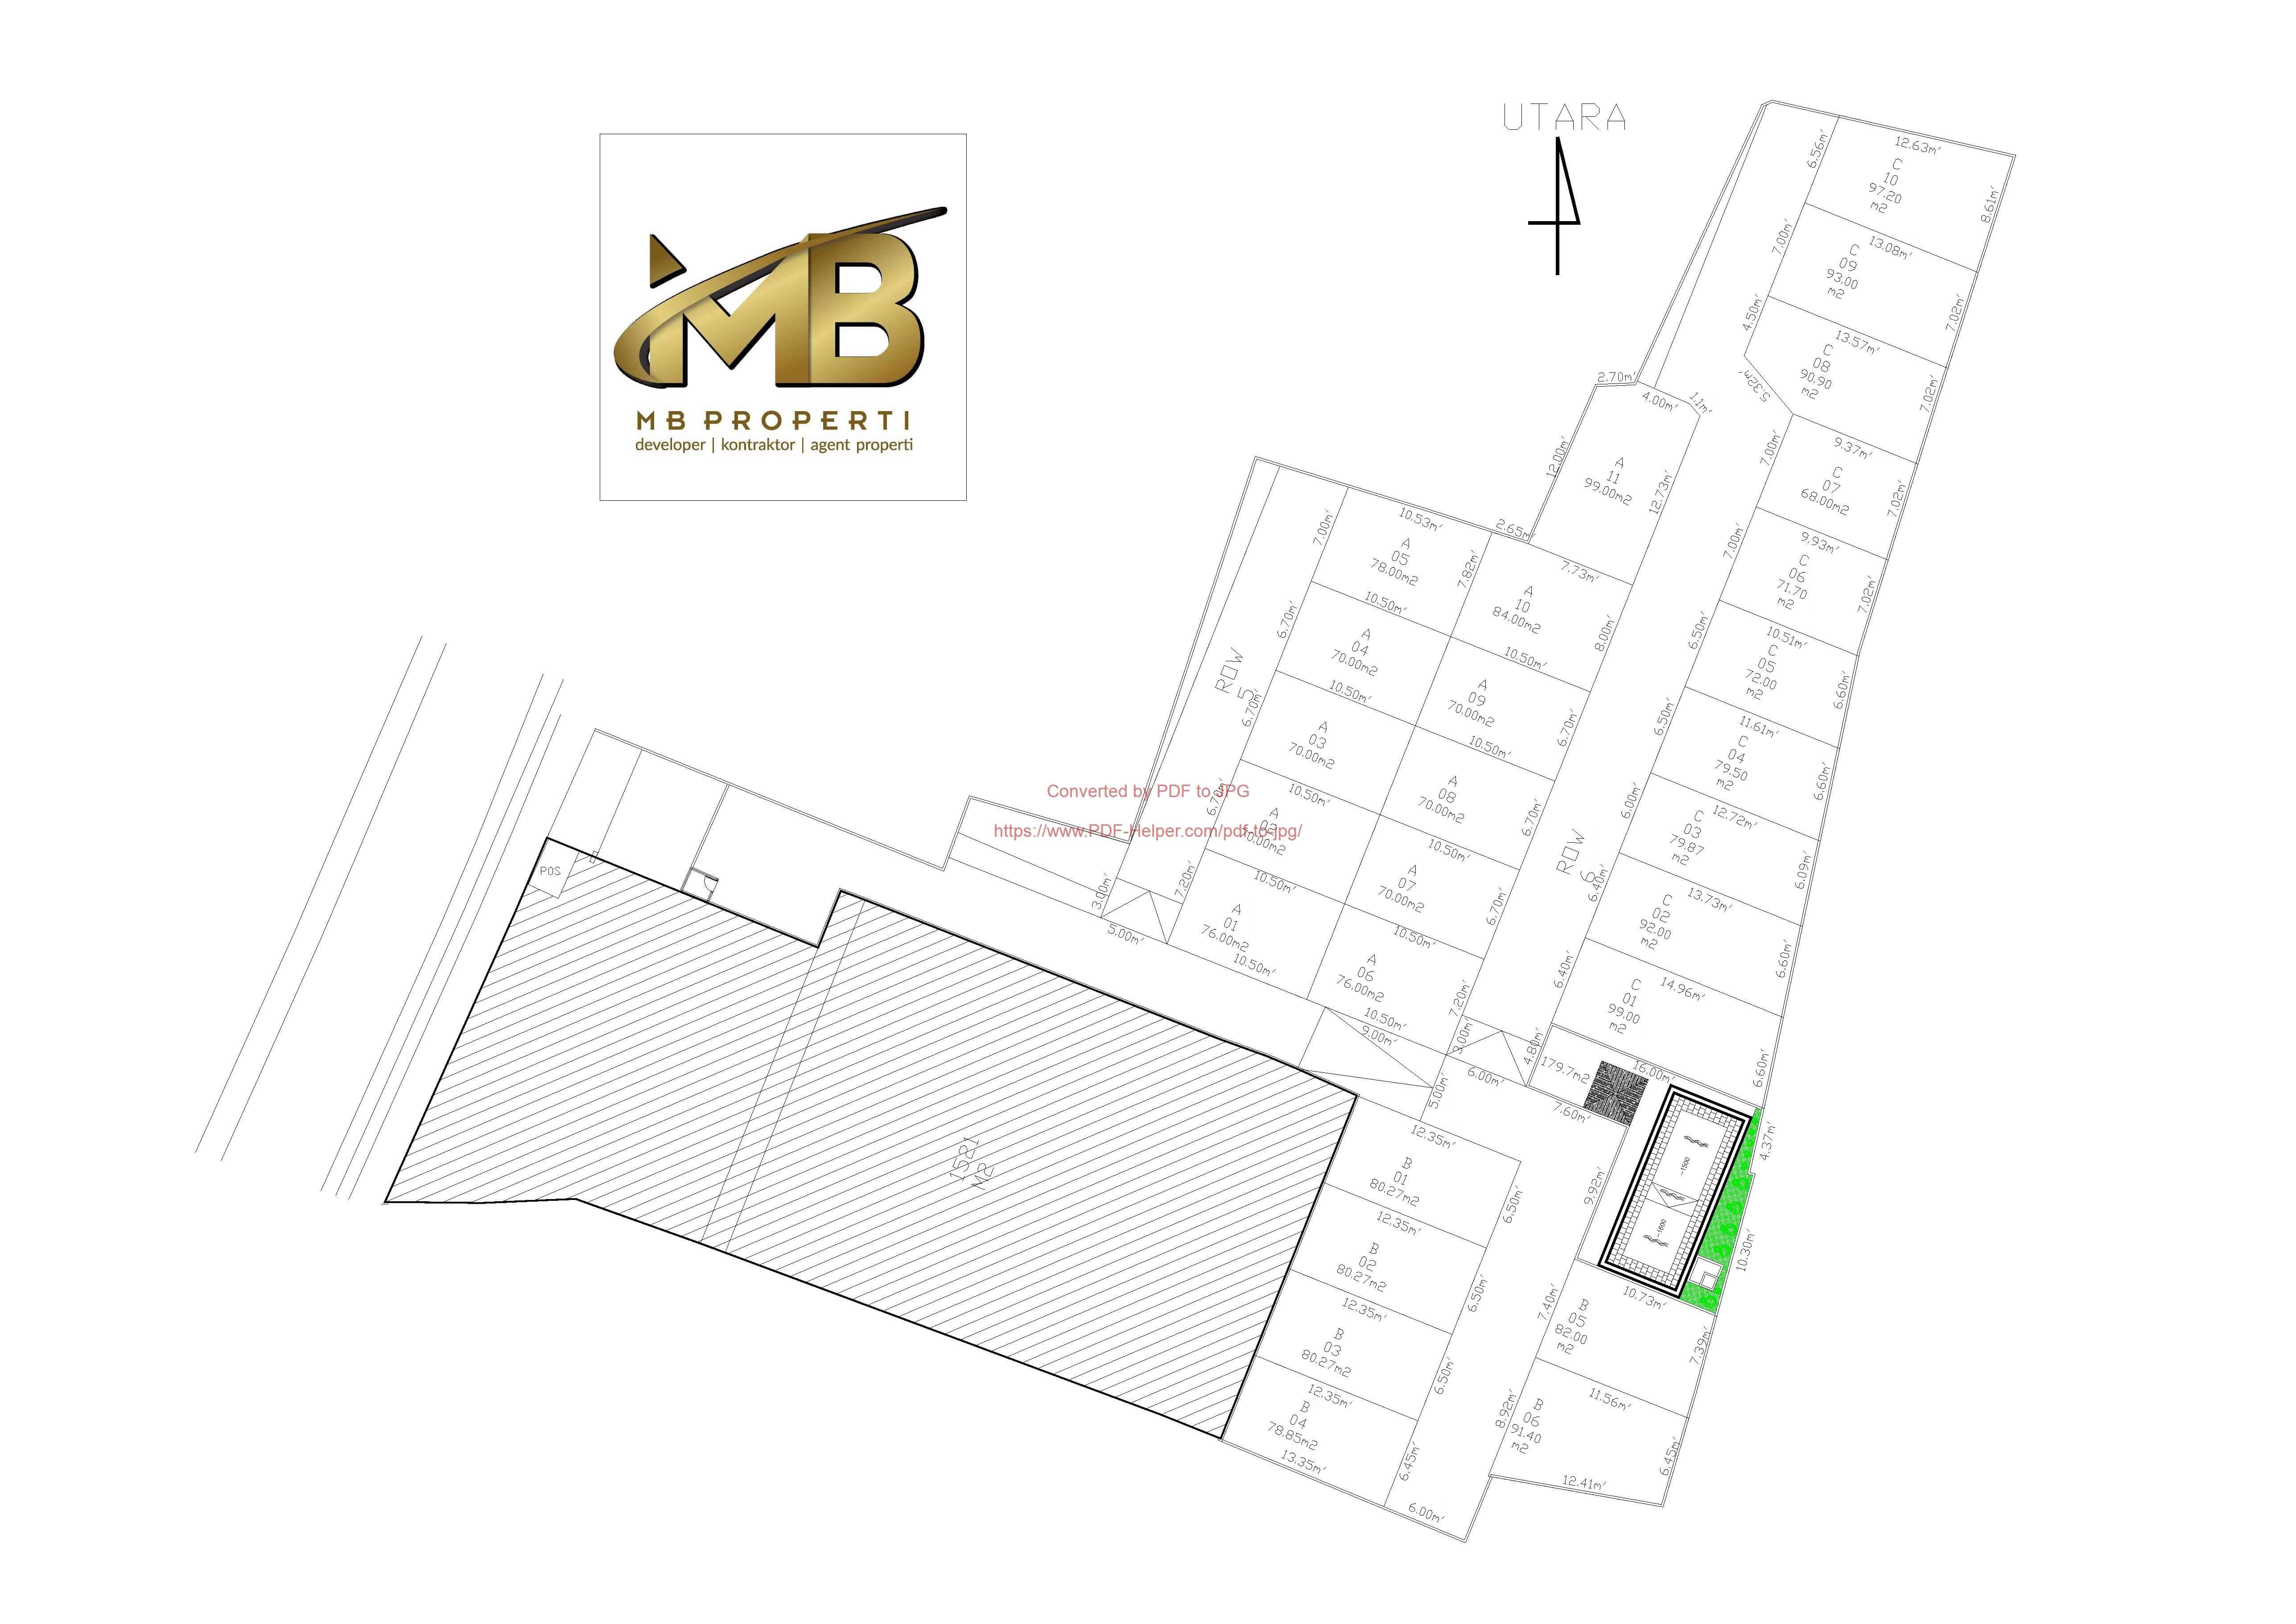 UTARA
MB PROPERTI
developer | kontraktor | agent properti
12.63m'
6.56m'
C
10
97.20
m2
8.61m'
7.00m'
13.08m'
C
09
93.00
m2
7.02m'
4.50m'
13.57m'
C
08
90.90
m2
7.02m'
5.32m'
2.70m'
4.00m'
1.1m'
7.00m'
9.37m'
C
07
68.00m2
7.02m'
12.00m'
A
11
99.00m2
12.73m'
7.00m'
9.93m'
C
06
71.70
m2
7.02m'
10.53m'
2.65m'
7.00m'
A
05
78.00m2
7.82m'
7.73m'
A
10
84.00m2
8.00m'
6.50m'
10.51m'
C
05
72.00
m2
6.60m'
10.50m'
6.70m'
A
04
70.00m2
10.50m'
A
09
70.00m2
6.70m'
6.50m'
11.61m'
C
04
79.50
m2
6.60m'
ROW
5
6.70m'
10.50m'
A
03
70.00m2
10.50m'
A
08
70.00m2
6.70m'
6.00m'
12.72m'
C
03
79.87
m2
6.09m'
Converted by PDF to JPG
https://www.PDF-Helper.com/pdf-to-jpg/
6.70m'
10.50m'
A
02
70.00m2
10.50m'
A
07
70.00m2
6.70m'
ROW
6
6.40m'
13.73m'
C
02
92.00
m2
6.60m'
POS
3.00m'
7.20m'
10.50m'
A
01
76.00m2
5.00m'
10.50m'
10.50m'
A
06
76.00m2
10.50m'
9.00m'
7.20m'
3.00m'
6.40m'
14.96m'
C
01
99.00
m2
6.60m'
4.80m'
179.7m2
16.00m'
6.00m'
5.00m'
7.60m'
4.37m'
1521
M2
12.35m'
B
01
80.27m2
6.50m'
9.92m'
-1500
-1600
10.30m'
12.35m'
B
02
80.27m2
6.50m'
10.73m'
7.40m'
B
05
82.00
m2
7.39m'
12.35m'
B
03
80.27m2
6.50m'
11.56m'
12.35m'
B
04
78.85m2
13.35m'
6.45m'
8.92m'
B
06
91.40
m2
6.45m'
12.41m'
6.00m'